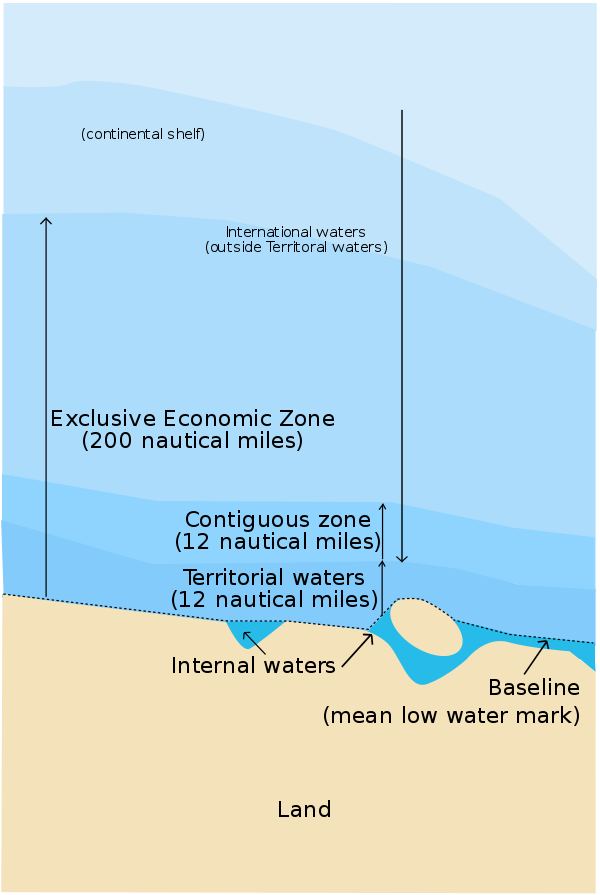 (continental shelf)
International waters
(outside Territoral waters)
Exclusive Economic Zone
(200 nautical miles)
Contiguous zone
(12 nautical miles)
Territorial waters
(12 nautical miles)
Internal waters
Baseline
(mean low water mark)
Land